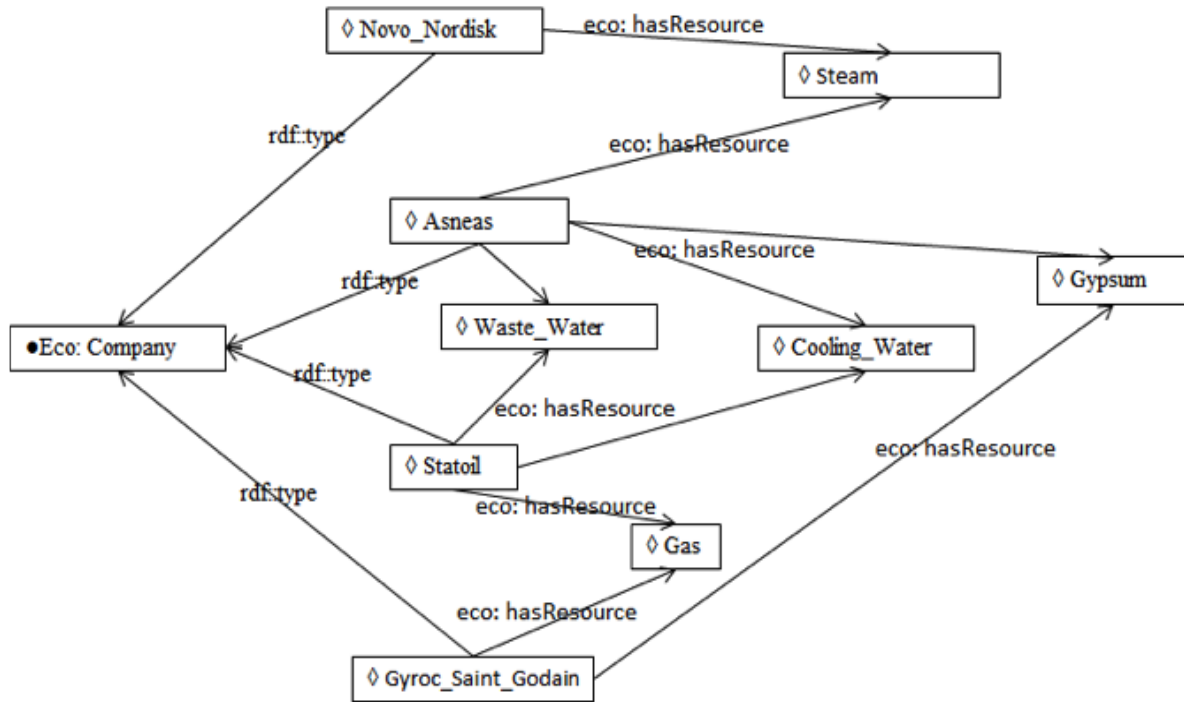 ◊ Novo_Nordisk
eco: hasResource
◊ Steam
rdf::type
eco: hasResource
◊ Asneas
eco: hasResource
rdf::type
◊ Gypsum
◊ Waste_Water
●Eco: Company
◊ Cooling_Water
rdf::type
eco: hasResource
eco: hasResource
◊ Statoil
rdf::type
eco: hasResource
◊ Gas
eco: hasResource
◊ Gyroc_Saint_Godain